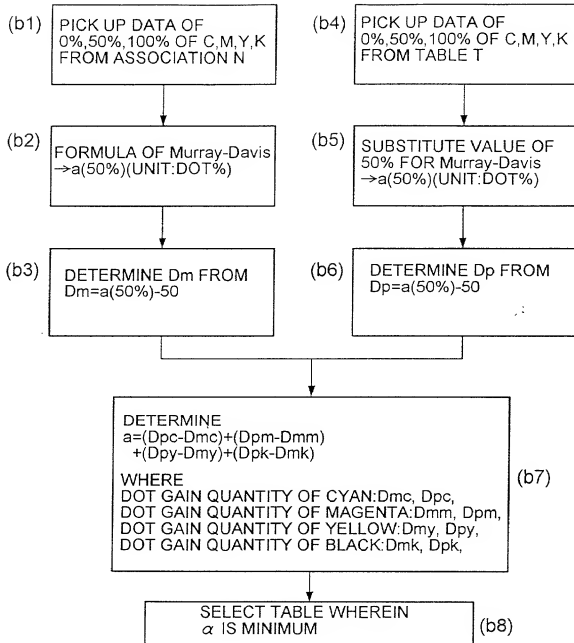 (b1)
PICK UP DATA OF
0%,50%,100% OF C,M,Y,K
FROM ASSOCIATION N
(b2)
FORMULA OF Murray-Davis
→a(50%)(UNIT:DOT%)
(b3)
DETERMINE Dm FROM
Dm=a(50%)-50
(b4)
PICK UP DATA OF
0%,50%,100% OF C,M,Y,K
FROM TABLE T
(b5)
SUBSTITUTE VALUE OF
50% FOR Murray-Davis
→a(50%)(UNIT:DOT%)
(b6)
DETERMINE Dp FROM
Dp=a(50%)-50
DETERMINE
a=(Dpc-Dmc)+(Dpm-Dmm)
+(Dpy-Dmy)+(Dpk-Dmk)
WHERE
DOT GAIN QUANTITY OF CYAN:Dmc, Dpc,
DOT GAIN QUANTITY OF MAGENTA:Dmm, Dpm,
DOT GAIN QUANTITY OF YELLOW:Dmy, Dpy,
DOT GAIN QUANTITY OF BLACK:Dmk, Dpk,
(b7)
SELECT TABLE WHEREIN
α IS MINIMUM
(b8)